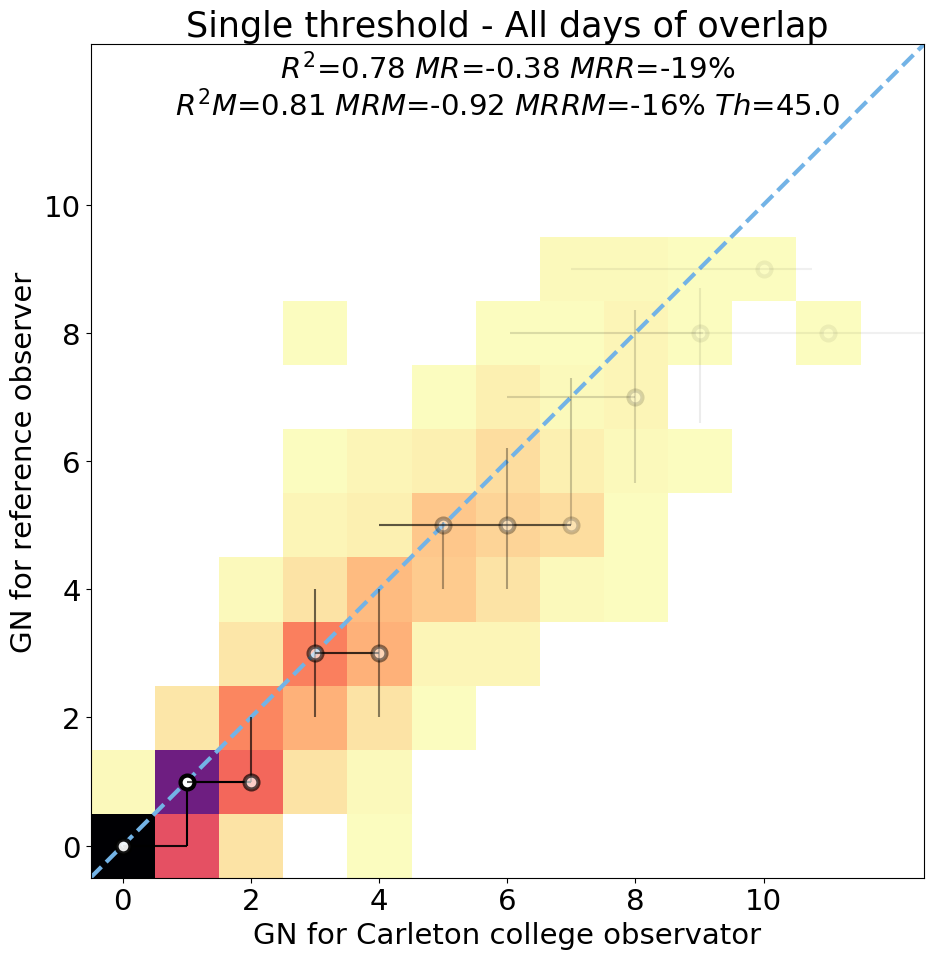 Single threshold - All days of overlap
R²=0.78 MR=-0.38 MRR=-19%
R²M=0.81 MRM=-0.92 MRRM=-16% Th=45.0
GN for reference observer
10
8
6
4
2
0
0 2 4 6 8 10
GN for Carleton college observator